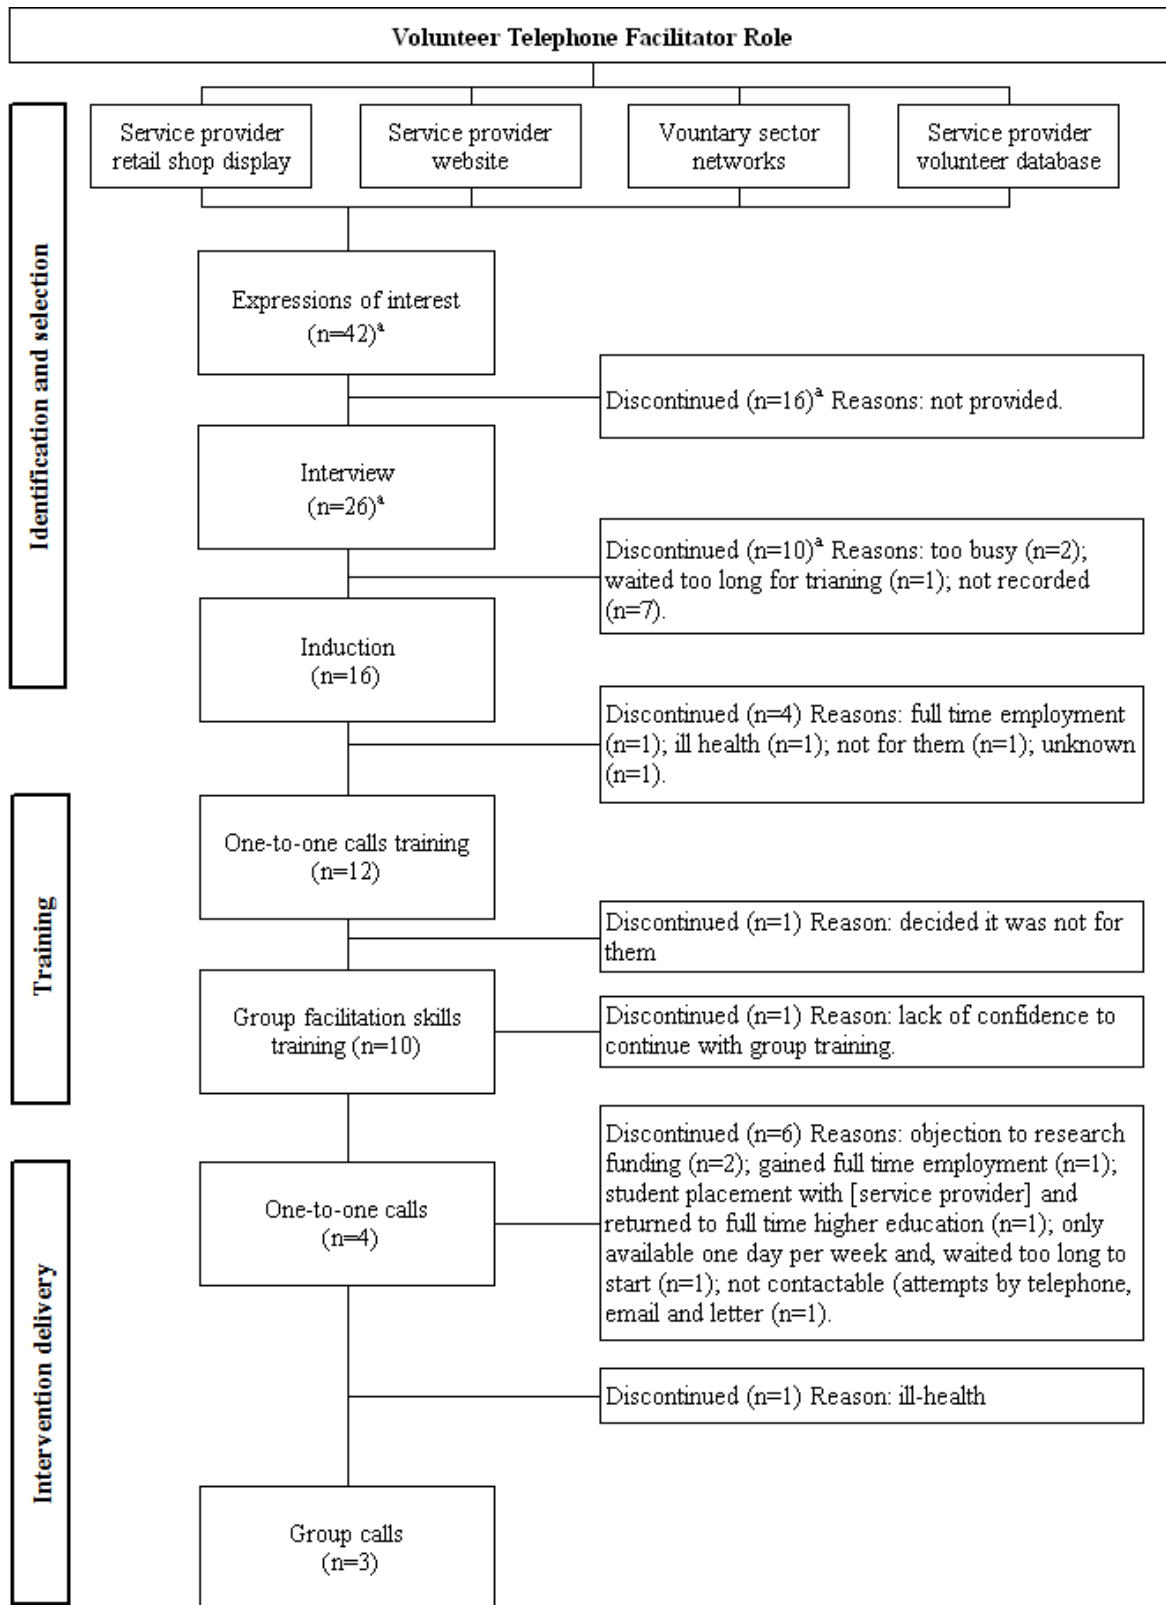 Volunteer Telephone Facilitator Role
Service provider
retail shop display
Service provider
website
Vountary sector
networks
Service provider
volunteer database
Identification and selection
Expressions of interest
(n=42)ª
Discontinued (n=16)ª Reasons: not provided.
Interview
(n=26)ª
Discontinued (n=10)ª Reasons: too busy (n=2);
waited too long for trianing (n=1); not recorded
(n=7).
Induction
(n=16)
Discontinued (n=4) Reasons: full time employment
(n=1); ill health (n=1); not for them (n=1); unknown
(n=1).
Training
One-to-one calls training
(n=12)
Discontinued (n=1) Reason: decided it was not for
them
Group facilitation skills
training (n=10)
Discontinued (n=1) Reason: lack of confidence to
continue with group training.
Intervention delivery
One-to-one calls
(n=4)
Discontinued (n=6) Reasons: objection to research
funding (n=2); gained full time employment (n=1);
student placement with [service provider] and
returned to full time higher education (n=1); only
available one day per week and, waited too long to
start (n=1); not contactable (attempts by telephone,
email and letter (n=1).
Discontinued (n=1) Reason: ill-health
Group calls
(n=3)